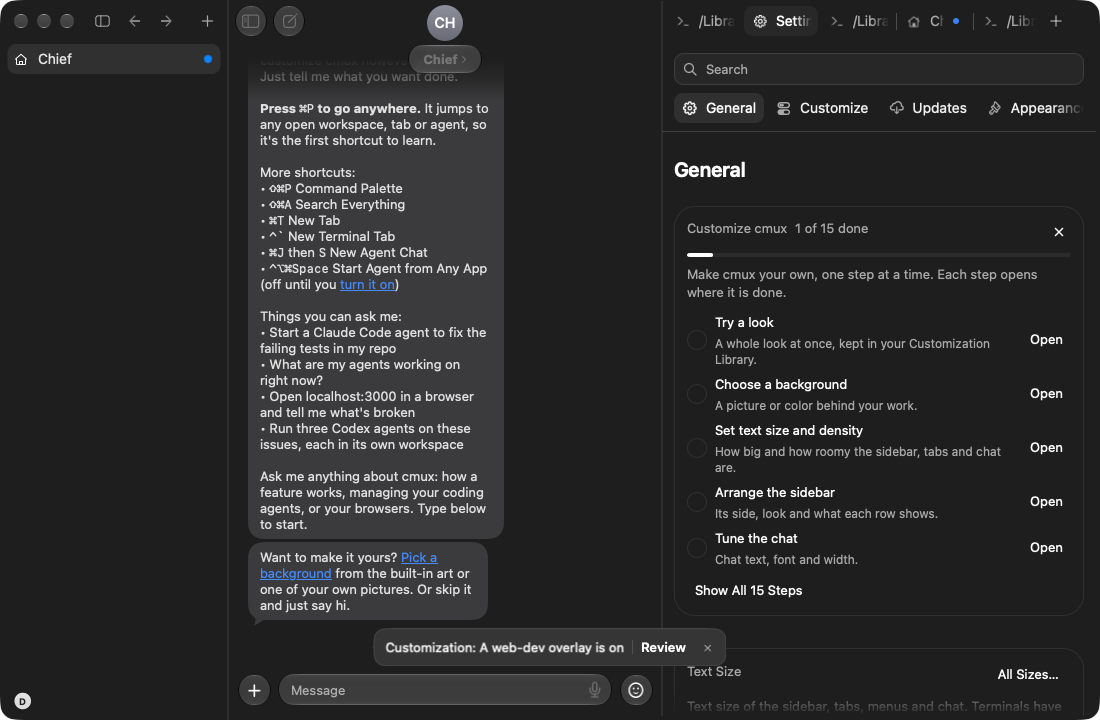 Chief
D
CH
Chief ›
Just tell me what you want done.
Press ⌘P to go anywhere. It jumps to
any open workspace, tab or agent, so
it's the first shortcut to learn.
More shortcuts:
• ⇧⌘P Command Palette
• ⇧⌘A Search Everything
• ⌘T New Tab
• ^` New Terminal Tab
• ⌘J then S New Agent Chat
• ^⌥⌘Space Start Agent from Any App
(off until you turn it on)
Things you can ask me:
• Start a Claude Code agent to fix the
failing tests in my repo
• What are my agents working on
right now?
• Open localhost:3000 in a browser
and tell me what's broken
• Run three Codex agents on these
issues, each in its own workspace
Ask me anything about cmux: how a
feature works, managing your coding
agents, or your browsers. Type below
to start.
Want to make it yours? Pick a
background from the built-in art or
one of your own pictures. Or skip it
and just say hi.
Customization: A web-dev overlay is on Review ×
Message
Search
General Customize Updates
General
Customize cmux 1 of 15 done
Make cmux your own, one step at a time. Each step opens
where it is done.
Try a look
A whole look at once, kept in your Customization
Library.
Open
Choose a background
A picture or color behind your work.
Open
Set text size and density
How big and how roomy the sidebar, tabs and chat
are.
Open
Arrange the sidebar
Its side, look and what each row shows.
Open
Tune the chat
Chat text, font and width.
Open
Show All 15 Steps
Text Size
All Sizes...
Text size of the sidebar, tabs, menus and chat. Terminals have